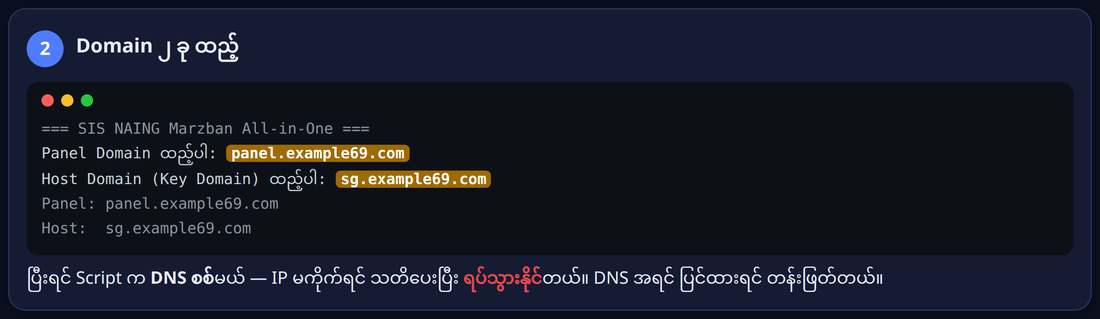 2 Domain ၂ ခု ထည့်
=== SIS NAING Marzban All-in-One ===
Panel Domain ထည့်ပါ: panel.example69.com
Host Domain (Key Domain) ထည့်ပါ: sg.example69.com
Panel: panel.example69.com
Host:  sg.example69.com
ပြီးရင် Script က DNS စစ်မယ် — IP မကိုက်ရင် သတိပေးပြီး ရပ်သွားနိုင်တယ်။ DNS အရင် ပြင်ထားရင် တန်းဖြတ်တယ်။